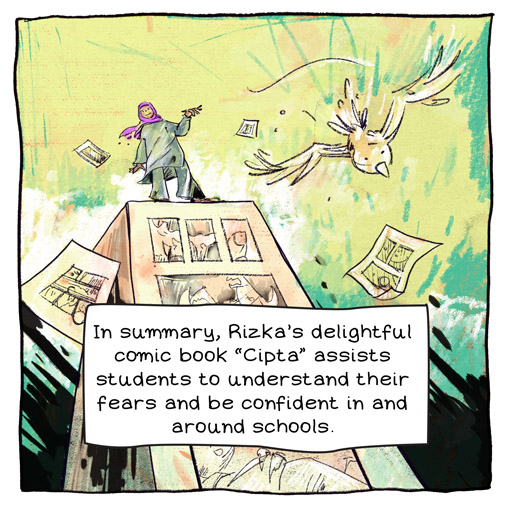 In summary, Rizka's delightful
comic book "Cipta" assists
students to understand their
fears and be confident in and
around schools.